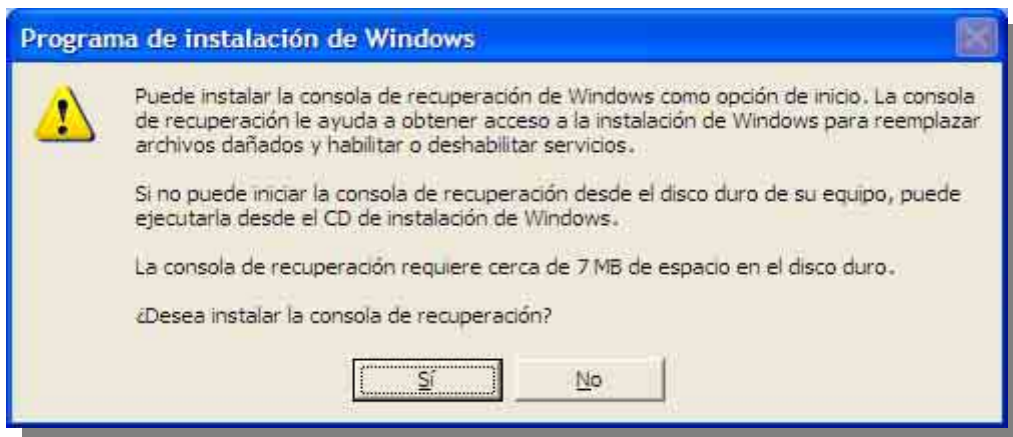 Programa de instalación de Windows
Puede instalar la consola de recuperación de Windows como opción de inicio. La consola
de recuperación le ayuda a obtener acceso a la instalación de Windows para reemplazar
archivos dañados y habilitar o deshabilitar servicios.
Si no puede iniciar la consola de recuperación desde el disco duro de su equipo, puede
ejecutarla desde el CD de instalación de Windows.
La consola de recuperación requiere cerca de 7 MB de espacio en el disco duro.
¿Desea instalar la consola de recuperación?
Sí No